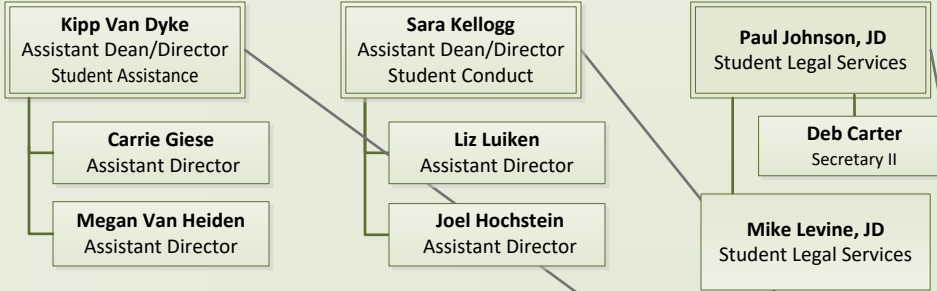 Kipp Van Dyke
Assistant Dean/Director
Student Assistance
Carrie Giese
Assistant Director
Megan Van Heiden
Assistant Director
Sara Kellogg
Assistant Dean/Director
Student Conduct
Liz Luiken
Assistant Director
Joel Hochstein
Assistant Director
Paul Johnson, JD
Student Legal Services
Deb Carter
Secretary II
Mike Levine, JD
Student Legal Services